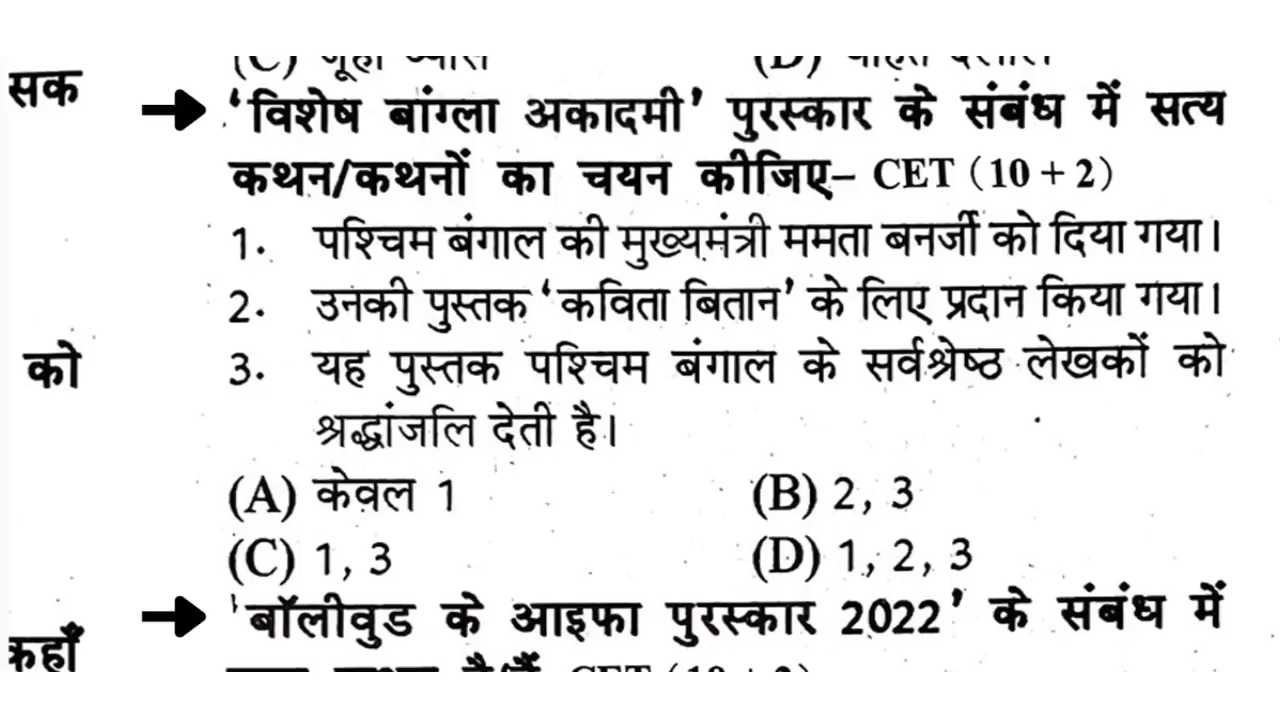 सक
‘विशेष बांग्ला अकादमी’ पुरस्कार के संबंध में सत्य
कथन/कथनों का चयन कीजिए– CET (10 + 2)
1. पश्चिम बंगाल की मुख्यमंत्री ममता बनर्जी को दिया गया।
2. उनकी पुस्तक ‘कविता बितान’ के लिए प्रदान किया गया।
को
3. यह पुस्तक पश्चिम बंगाल के सर्वश्रेष्ठ लेखकों को
श्रद्धांजलि देती है।
(A) केवल 1 (B) 2, 3
(C) 1, 3 (D) 1, 2, 3
‘बॉलीवुड के आइफा पुरस्कार 2022’ के संबंध में
कहाँ